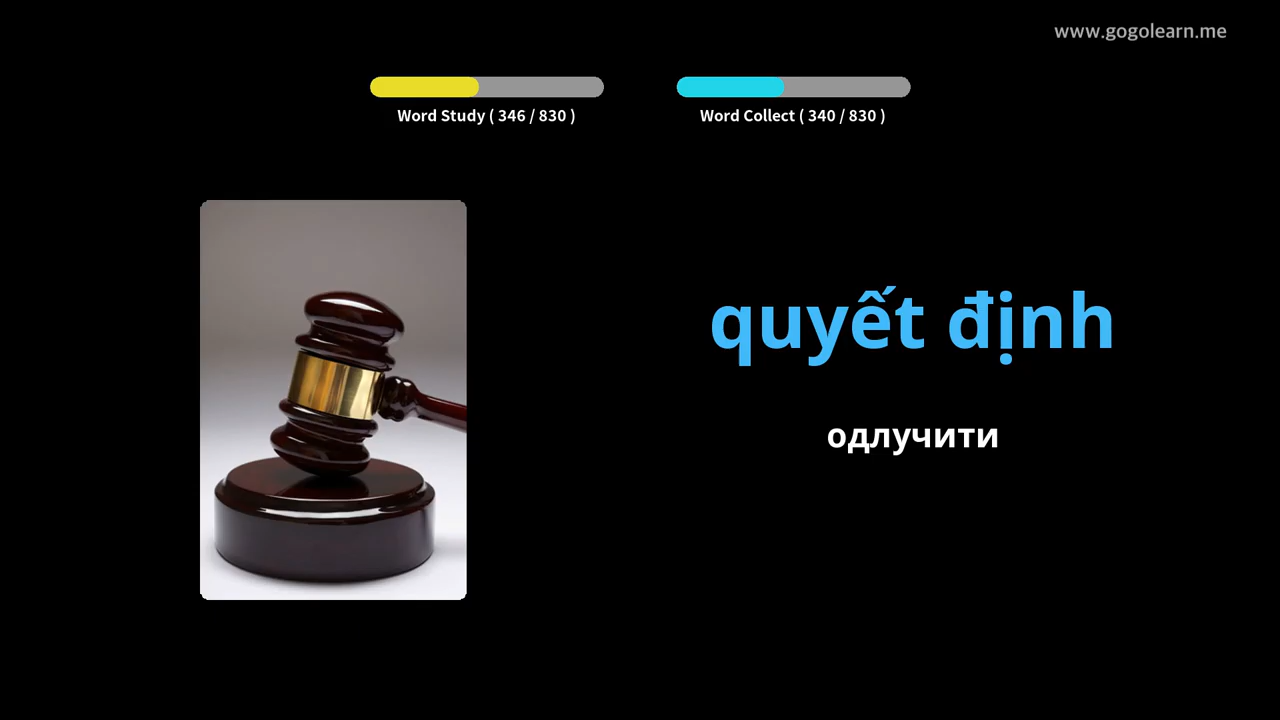 www.gogolearn.me
Word Study ( 346 / 830 )
Word Collect ( 340 / 830 )
quyết định
одлучити